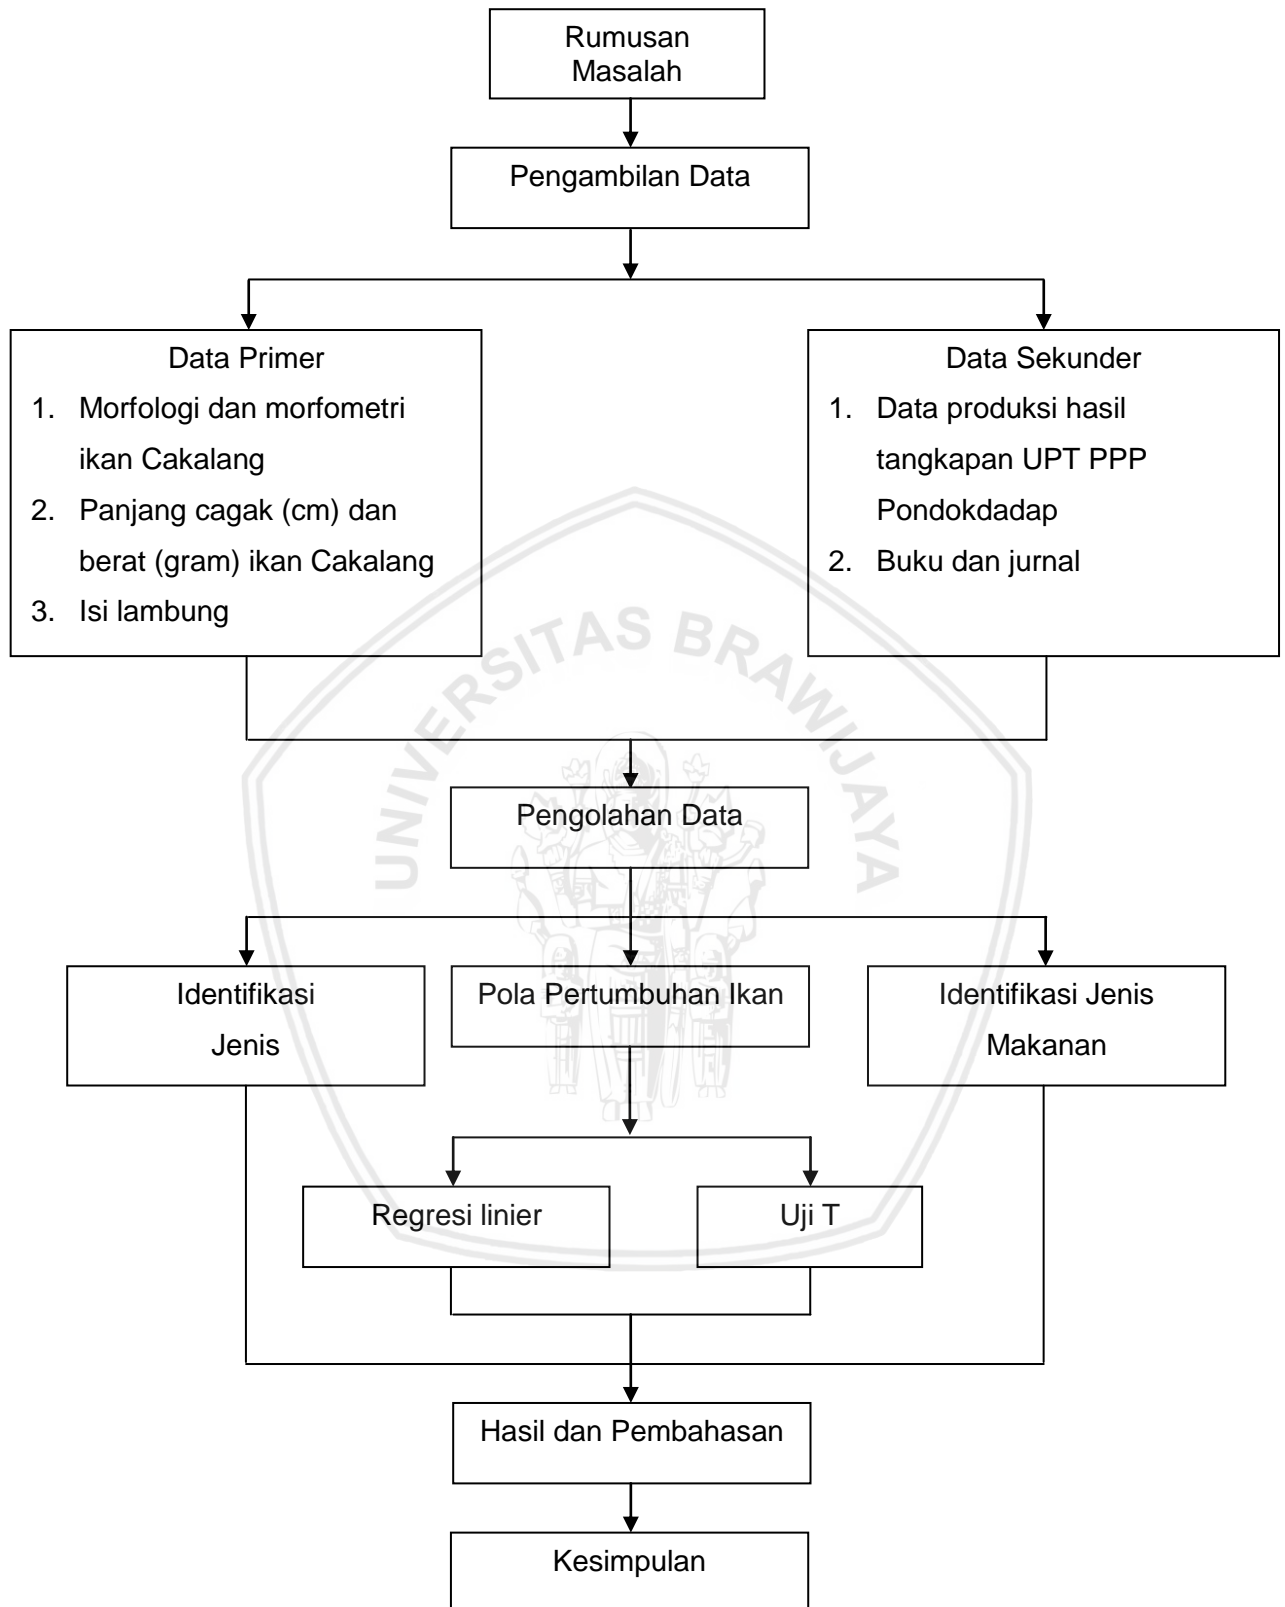 Rumusan
Masalah
Pengambilan Data
Data Primer
1. Morfologi dan morfometri
ikan Cakalang
2. Panjang cagak (cm) dan
berat (gram) ikan Cakalang
3. Isi lambung
Data Sekunder
1. Data produksi hasil
tangkapan UPT PPP
Pondokdadap
2. Buku dan jurnal
UNIVERSITAS BRAWIJAYA
Pengolahan Data
Identifikasi
Jenis
Pola Pertumbuhan Ikan
Identifikasi Jenis
Makanan
Regresi linier
Uji T
Hasil dan Pembahasan
Kesimpulan